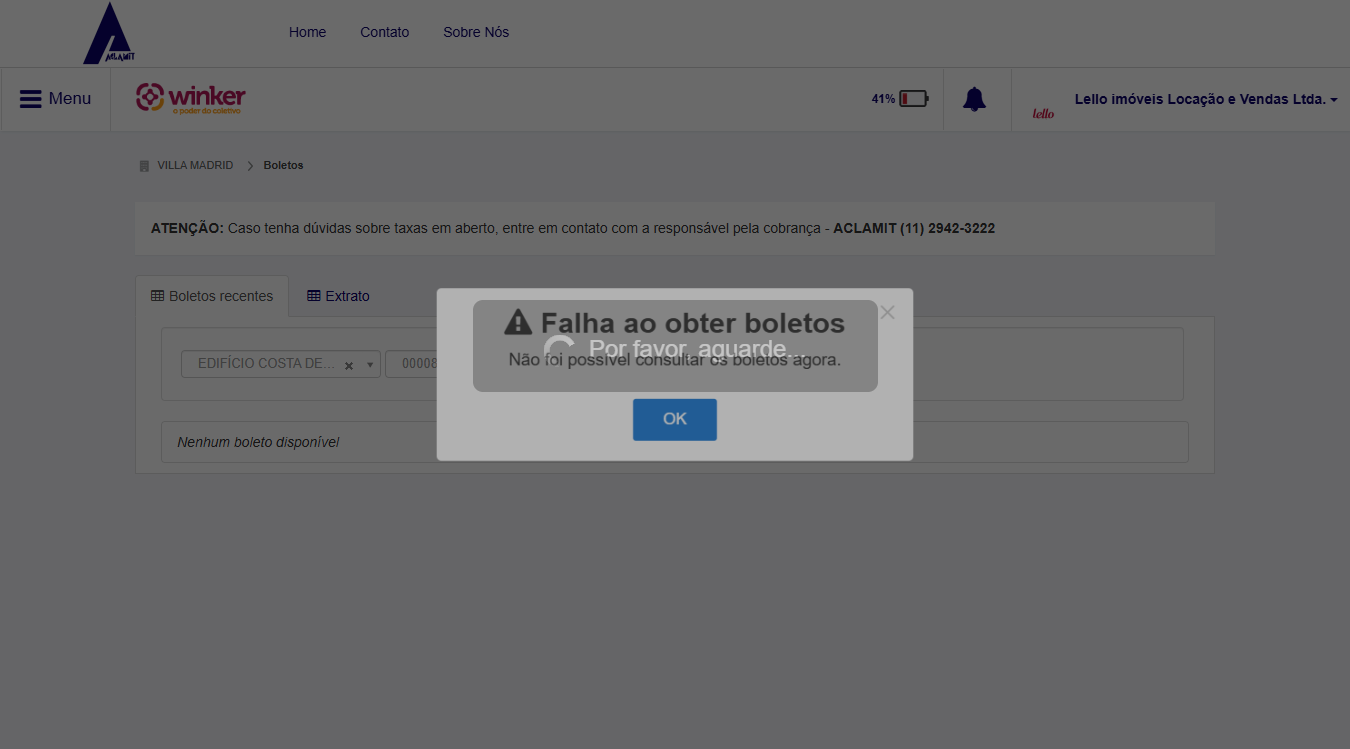 ACLAMIT
Home Contato Sobre Nós
Menu
winker
o poder do coletivo
41%
lello
Lello imóveis Locação e Vendas Ltda.
VILLA MADRID > Boletos
ATENÇÃO: Caso tenha dúvidas sobre taxas em aberto, entre em contato com a responsável pela cobrança - ACLAMIT (11) 2942-3222
Boletos recentes Extrato
Falha ao obter boletos
×
Por favor, aguarde...
Não foi possível consultar os boletos agora.
EDIFÍCIO COSTA DE... × 00008
OK
Nenhum boleto disponível